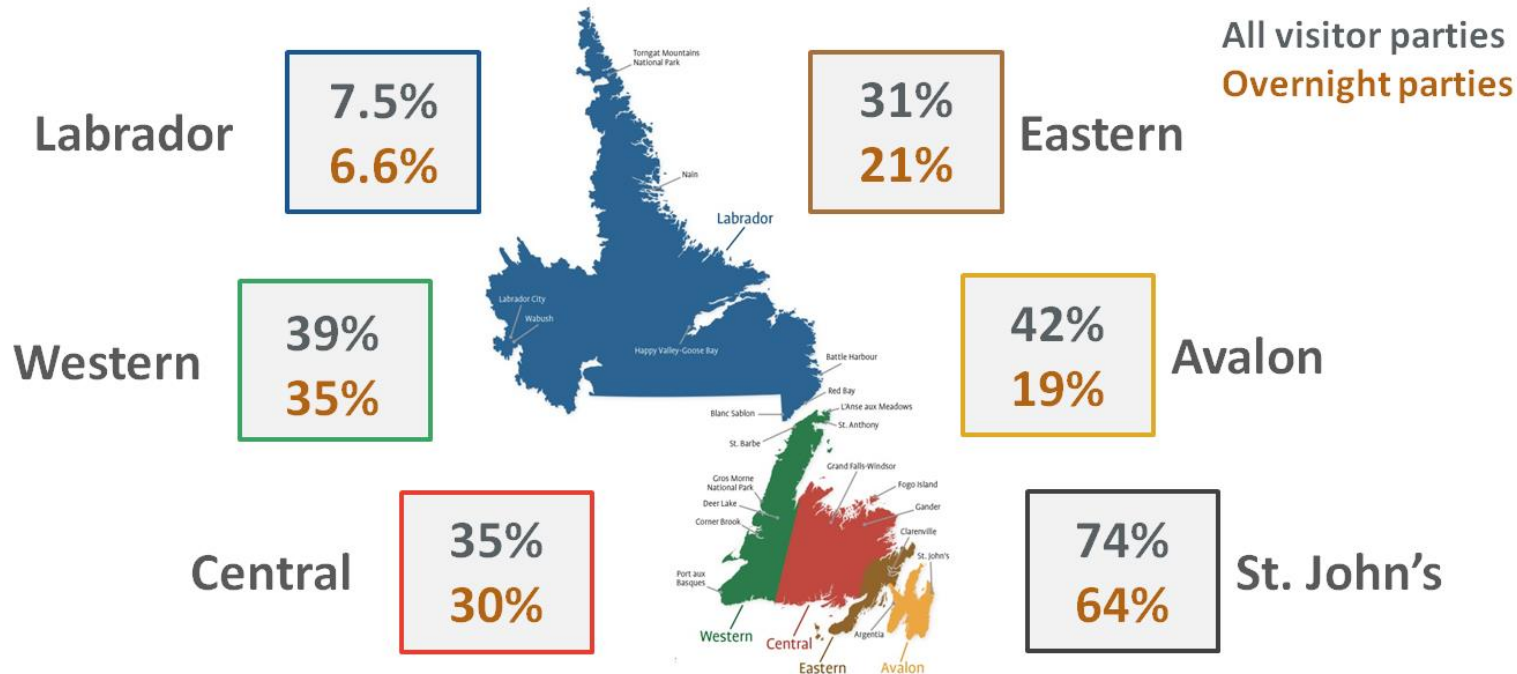 All visitor parties
Overnight parties
Labrador
7.5%
6.6%
31%
21%
Eastern
Western
39%
35%
42%
19%
Avalon
Central
35%
30%
74%
64%
St. John's
Torngat Mountains
National Park
Nain
Labrador
Labrador City
Wabush
Happy Valley-Goose Bay
Battle Harbour
Red Bay
Blanc Sablon
L'Anse aux Meadows
St. Anthony
St. Barbe
Grand Falls-Windsor
Gros Morne
National Park
Fogo Island
Deer Lake
Gander
Corner Brook
Clarenville
St. John's
Port aux
Basques
Argentia
Western
Central
Eastern
Avalon